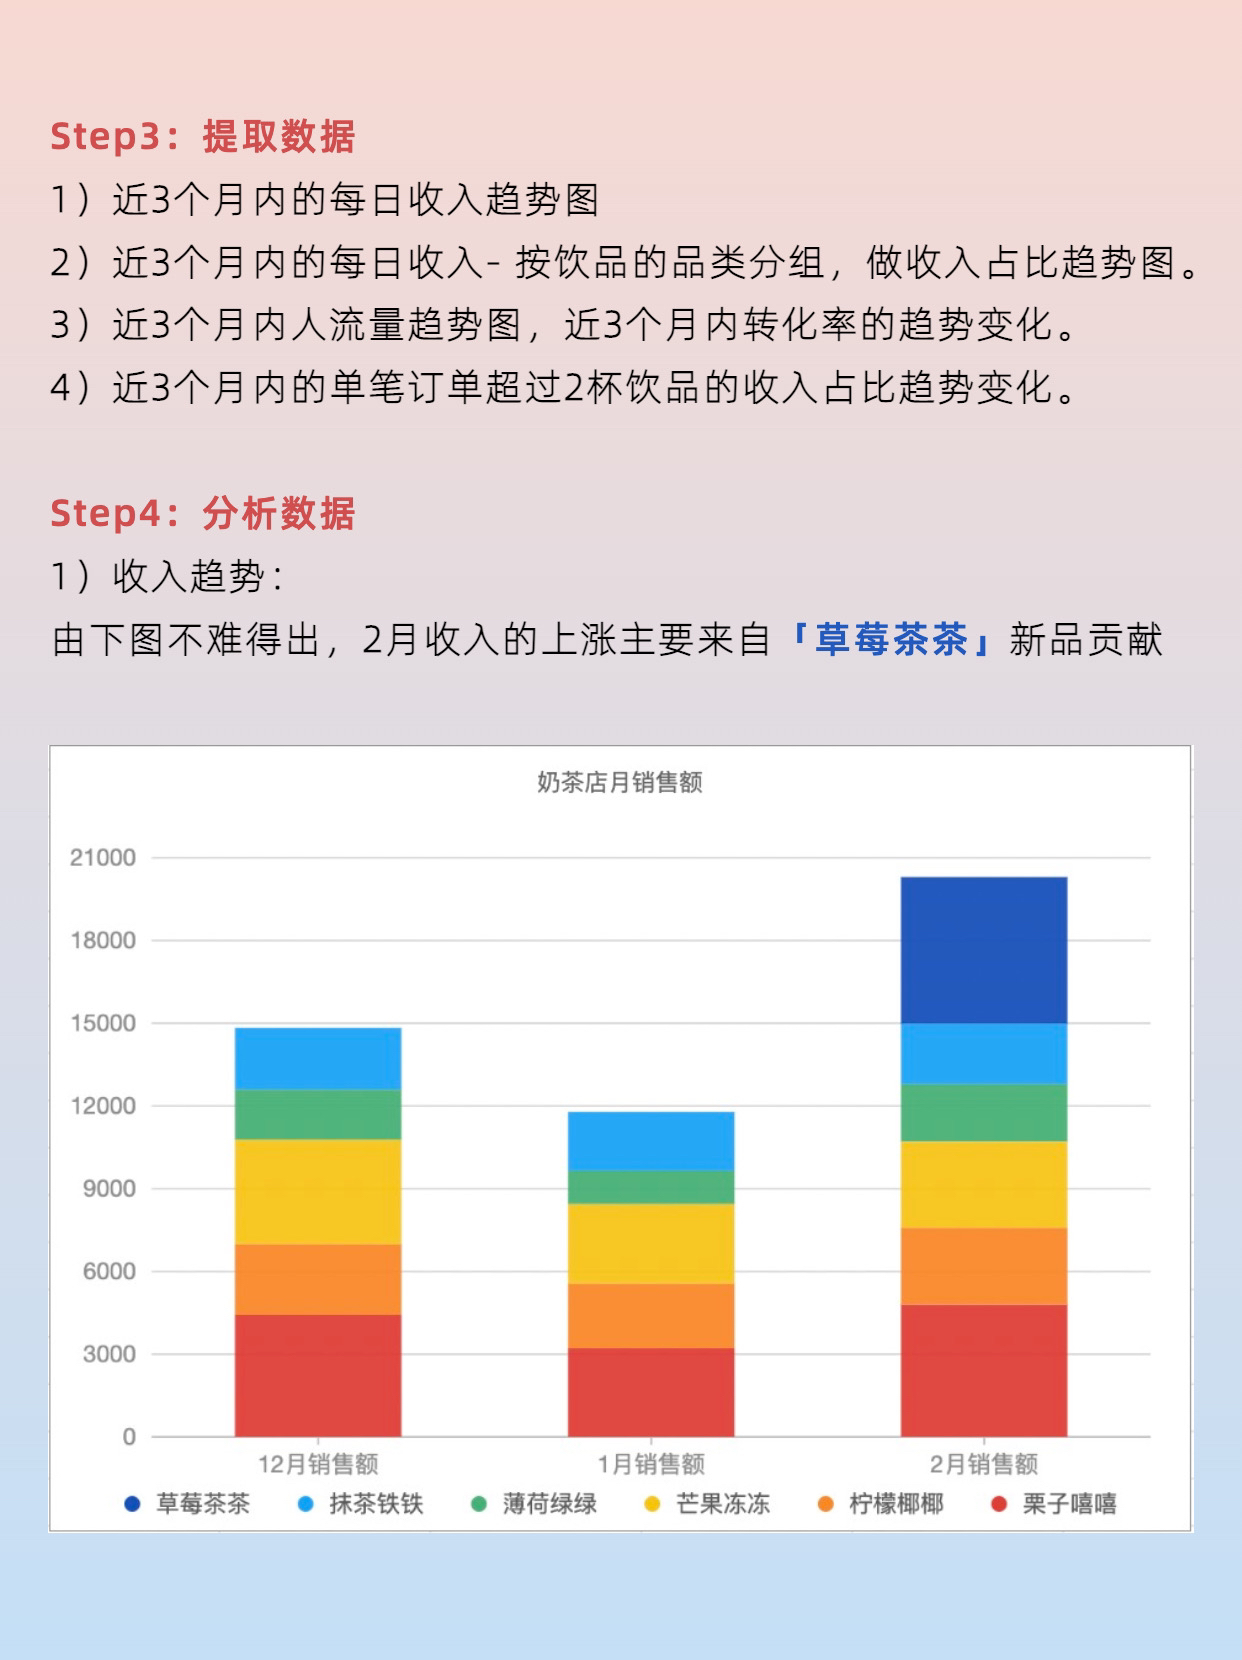 Step3：提取数据
1）近3个月内的每日收入趋势图
2）近3个月内的每日收入- 按饮品的品类分组，做收入占比趋势图。
3）近3个月内人流量趋势图，近3个月内转化率的趋势变化。
4）近3个月内的单笔订单超过2杯饮品的收入占比趋势变化。
Step4：分析数据
1）收入趋势：
由下图不难得出，2月收入的上涨主要来自「草莓茶茶」新品贡献
奶茶店月销售额
21000
18000
15000
12000
9000
6000
3000
0
12月销售额 1月销售额 2月销售额
草莓茶茶 抹茶铁铁 薄荷绿绿 芒果冻冻 柠檬椰椰 栗子嘻嘻